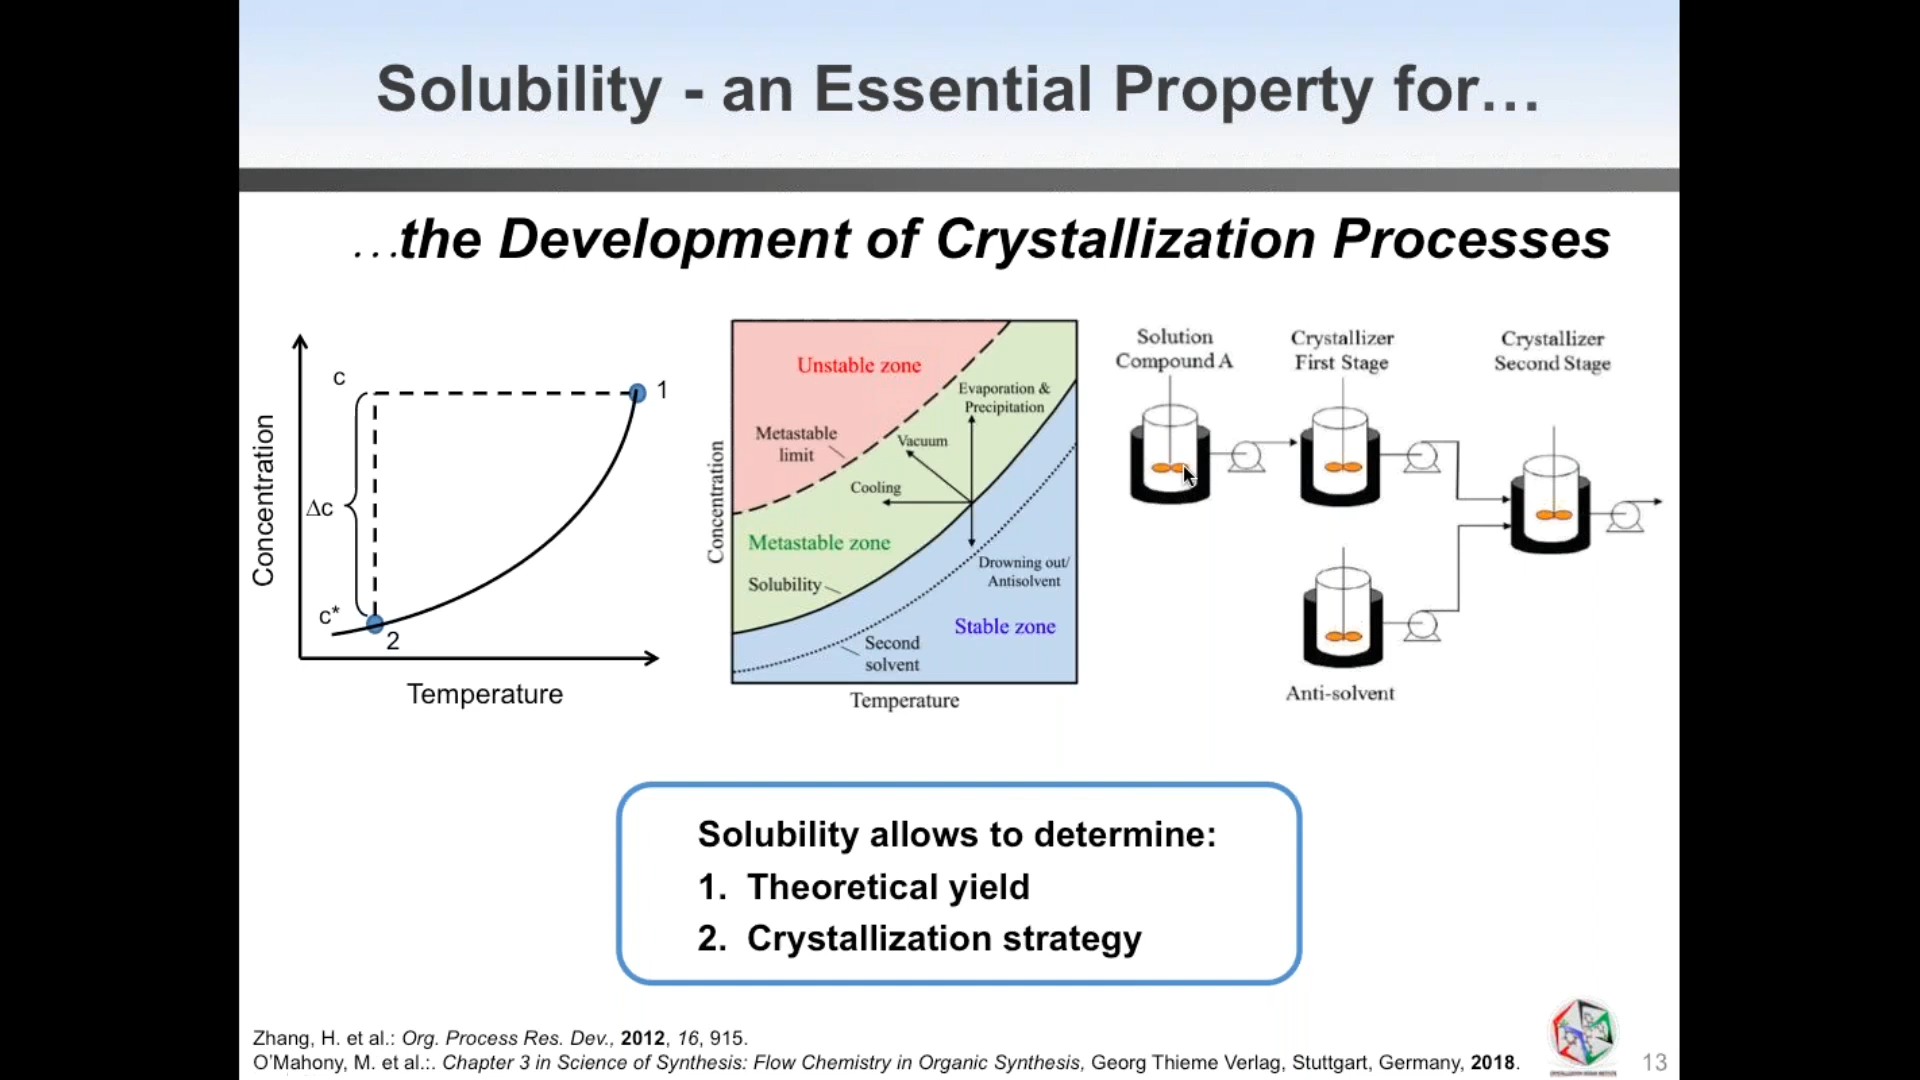 Solubility - an Essential Property for…
…the Development of Crystallization Processes
Concentration
c
Δc
c*
1
2
Temperature
Concentration
Unstable zone
Metastable
limit
Evaporation &
Precipitation
Vacuum
Cooling
Metastable zone
Solubility
Drowning out/
Antisolvent
Stable zone
Second
solvent
Temperature
Solution
Compound A
Crystallizer
First Stage
Crystallizer
Second Stage
Anti-solvent
Solubility allows to determine:
1. Theoretical yield
2. Crystallization strategy
Zhang, H. et al.: Org. Process Res. Dev., 2012, 16, 915.
O'Mahony, M. et al.:. Chapter 3 in Science of Synthesis: Flow Chemistry in Organic Synthesis, Georg Thieme Verlag, Stuttgart, Germany, 2018.
13